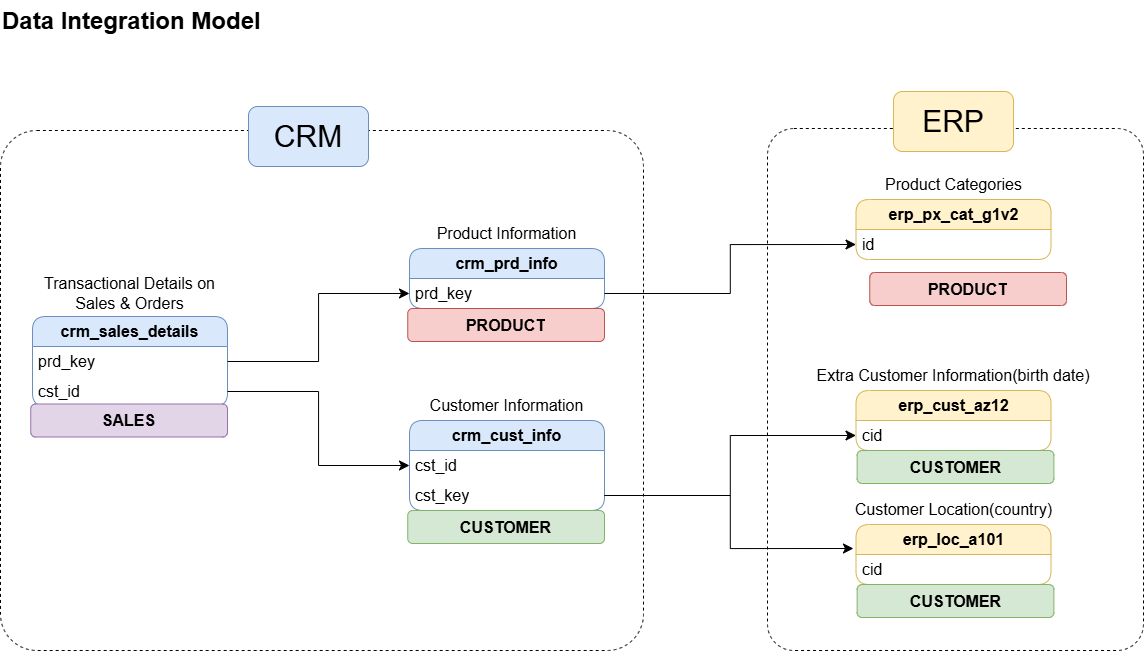 Data Integration Model
CRM
Transactional Details on
Sales & Orders
crm_sales_details
prd_key
cst_id
SALES
Product Information
crm_prd_info
prd_key
PRODUCT
Customer Information
crm_cust_info
cst_id
cst_key
CUSTOMER
ERP
Product Categories
erp_px_cat_g1v2
id
PRODUCT
Extra Customer Information(birth date)
erp_cust_az12
cid
CUSTOMER
Customer Location(country)
erp_loc_a101
cid
CUSTOMER